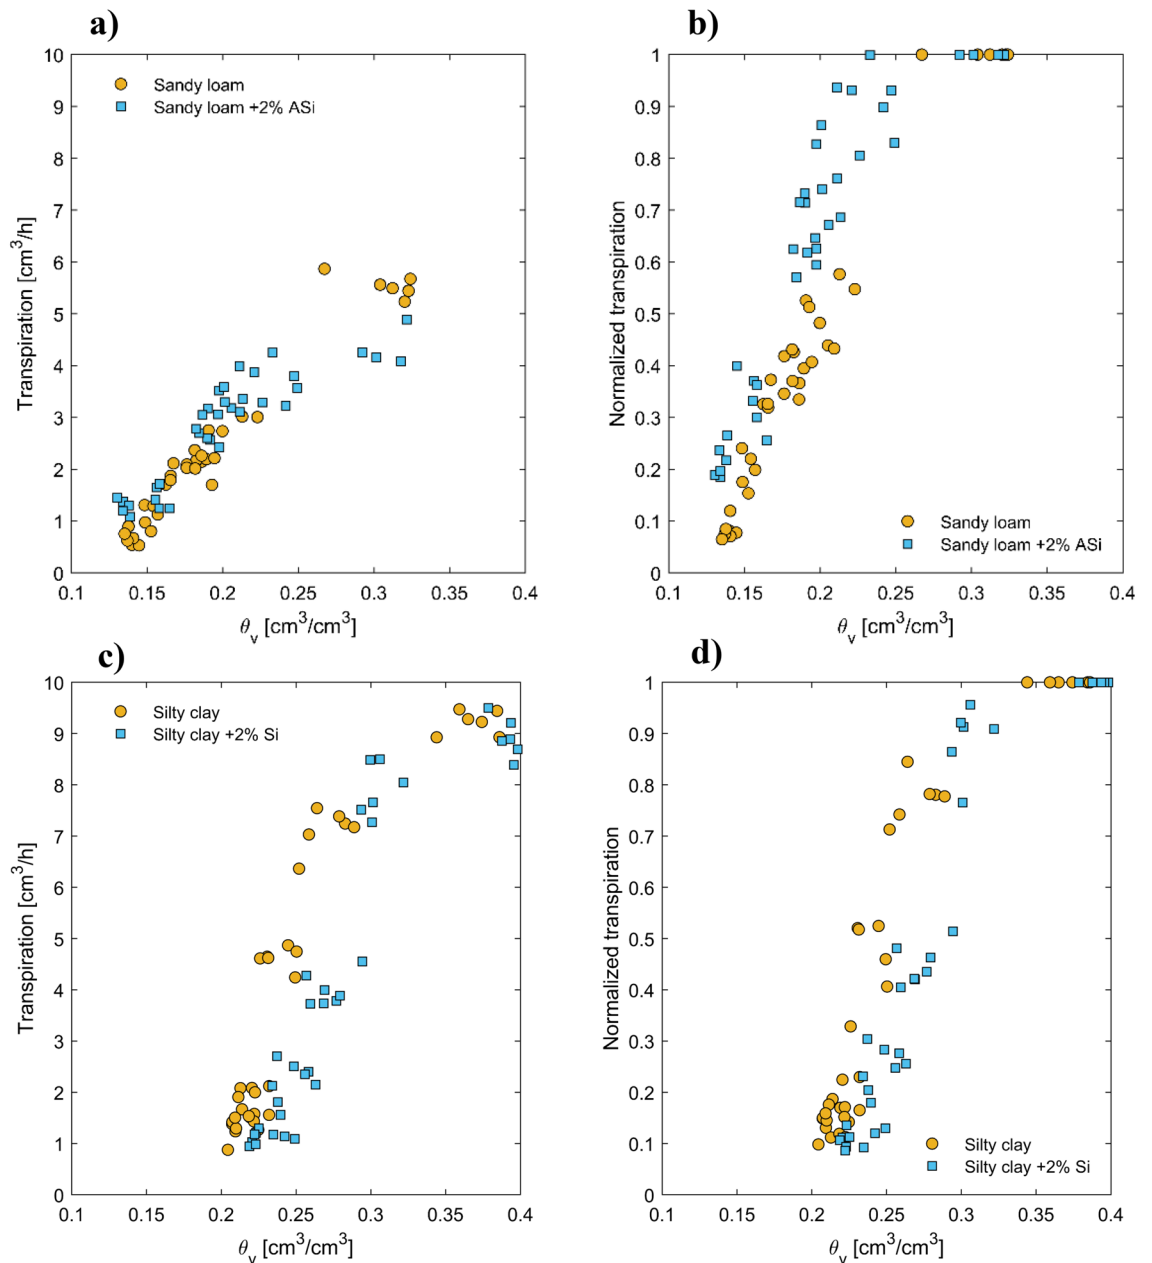 a)
10
9
8
7
6
5
4
3
2
1
0
Transpiration [cm³/h]
Sandy loam
Sandy loam +2% ASi
0.1 0.15 0.2 0.25 0.3 0.35 0.4
θv [cm³/cm³]
b)
1
0.9
0.8
0.7
0.6
0.5
0.4
0.3
0.2
0.1
0
Normalized transpiration
Sandy loam
Sandy loam +2% ASi
0.1 0.15 0.2 0.25 0.3 0.35 0.4
θv [cm³/cm³]
c)
10
9
8
7
6
5
4
3
2
1
0
Transpiration [cm³/h]
Silty clay
Silty clay +2% Si
0.1 0.15 0.2 0.25 0.3 0.35 0.4
θv [cm³/cm³]
d)
1
0.9
0.8
0.7
0.6
0.5
0.4
0.3
0.2
0.1
0
Normalized transpiration
Silty clay
Silty clay +2% Si
0.1 0.15 0.2 0.25 0.3 0.35 0.4
θv [cm³/cm³]